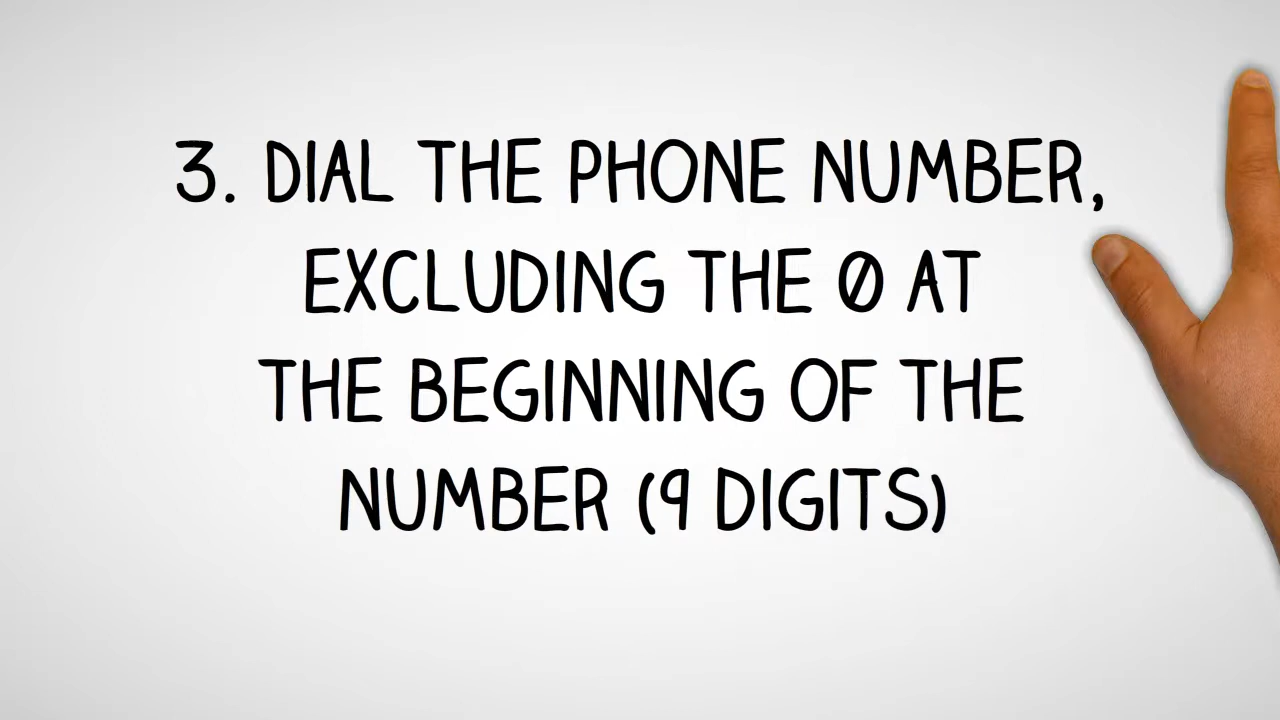 3. DIAL THE PHONE NUMBER,
EXCLUDING THE 0 AT
THE BEGINNING OF THE
NUMBER (9 DIGITS)